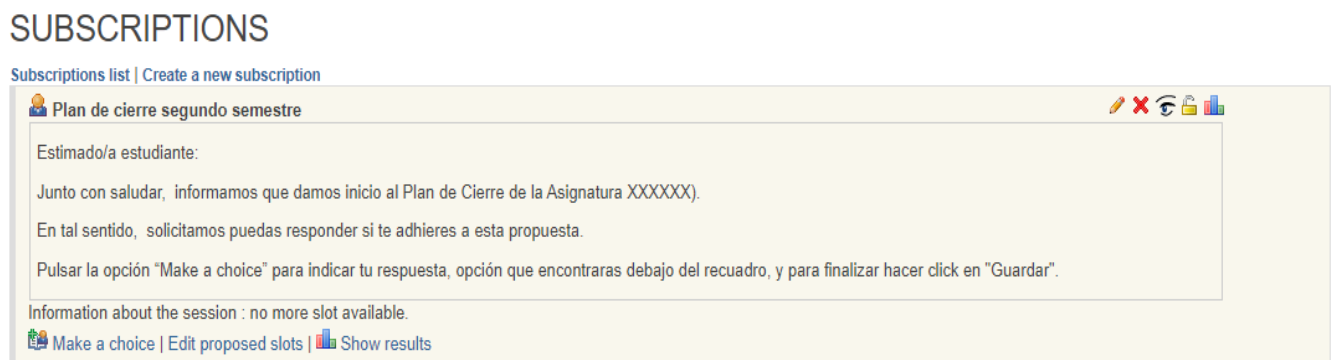 SUBSCRIPTIONS
Subscriptions list | Create a new subscription
Plan de cierre segundo semestre
Estimado/a estudiante:
Junto con saludar, informamos que damos inicio al Plan de Cierre de la Asignatura XXXXXX).
En tal sentido, solicitamos puedas responder si te adhieres a esta propuesta.
Pulsar la opción “Make a choice” para indicar tu respuesta, opción que encontraras debajo del recuadro, y para finalizar hacer click en "Guardar".
Information about the session : no more slot available.
Make a choice | Edit proposed slots | Show results